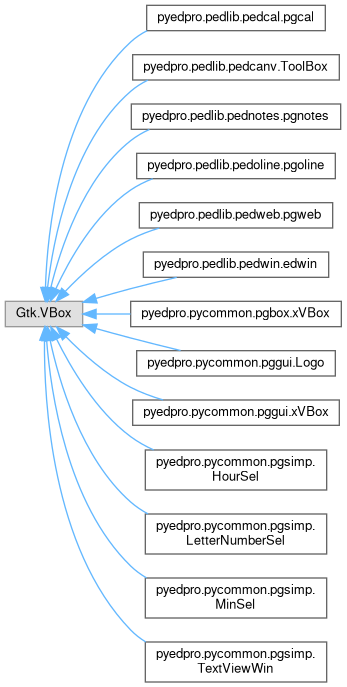 pyedpro.pedlib.pedcal.pgcal
pyedpro.pedlib.pedcanv.ToolBox
pyedpro.pedlib.pednotes.pgnotes
pyedpro.pedlib.pedoline.pgoline
pyedpro.pedlib.pedweb.pgweb
pyedpro.pedlib.pedwin.edwin
Gtk.VBox
pyedpro.pycommon.pgbox.xVBox
pyedpro.pycommon.pggui.Logo
pyedpro.pycommon.pggui.xVBox
pyedpro.pycommon.pgsimp.
HourSel
pyedpro.pycommon.pgsimp.
LetterNumberSel
pyedpro.pycommon.pgsimp.
MinSel
pyedpro.pycommon.pgsimp.
TextViewWin